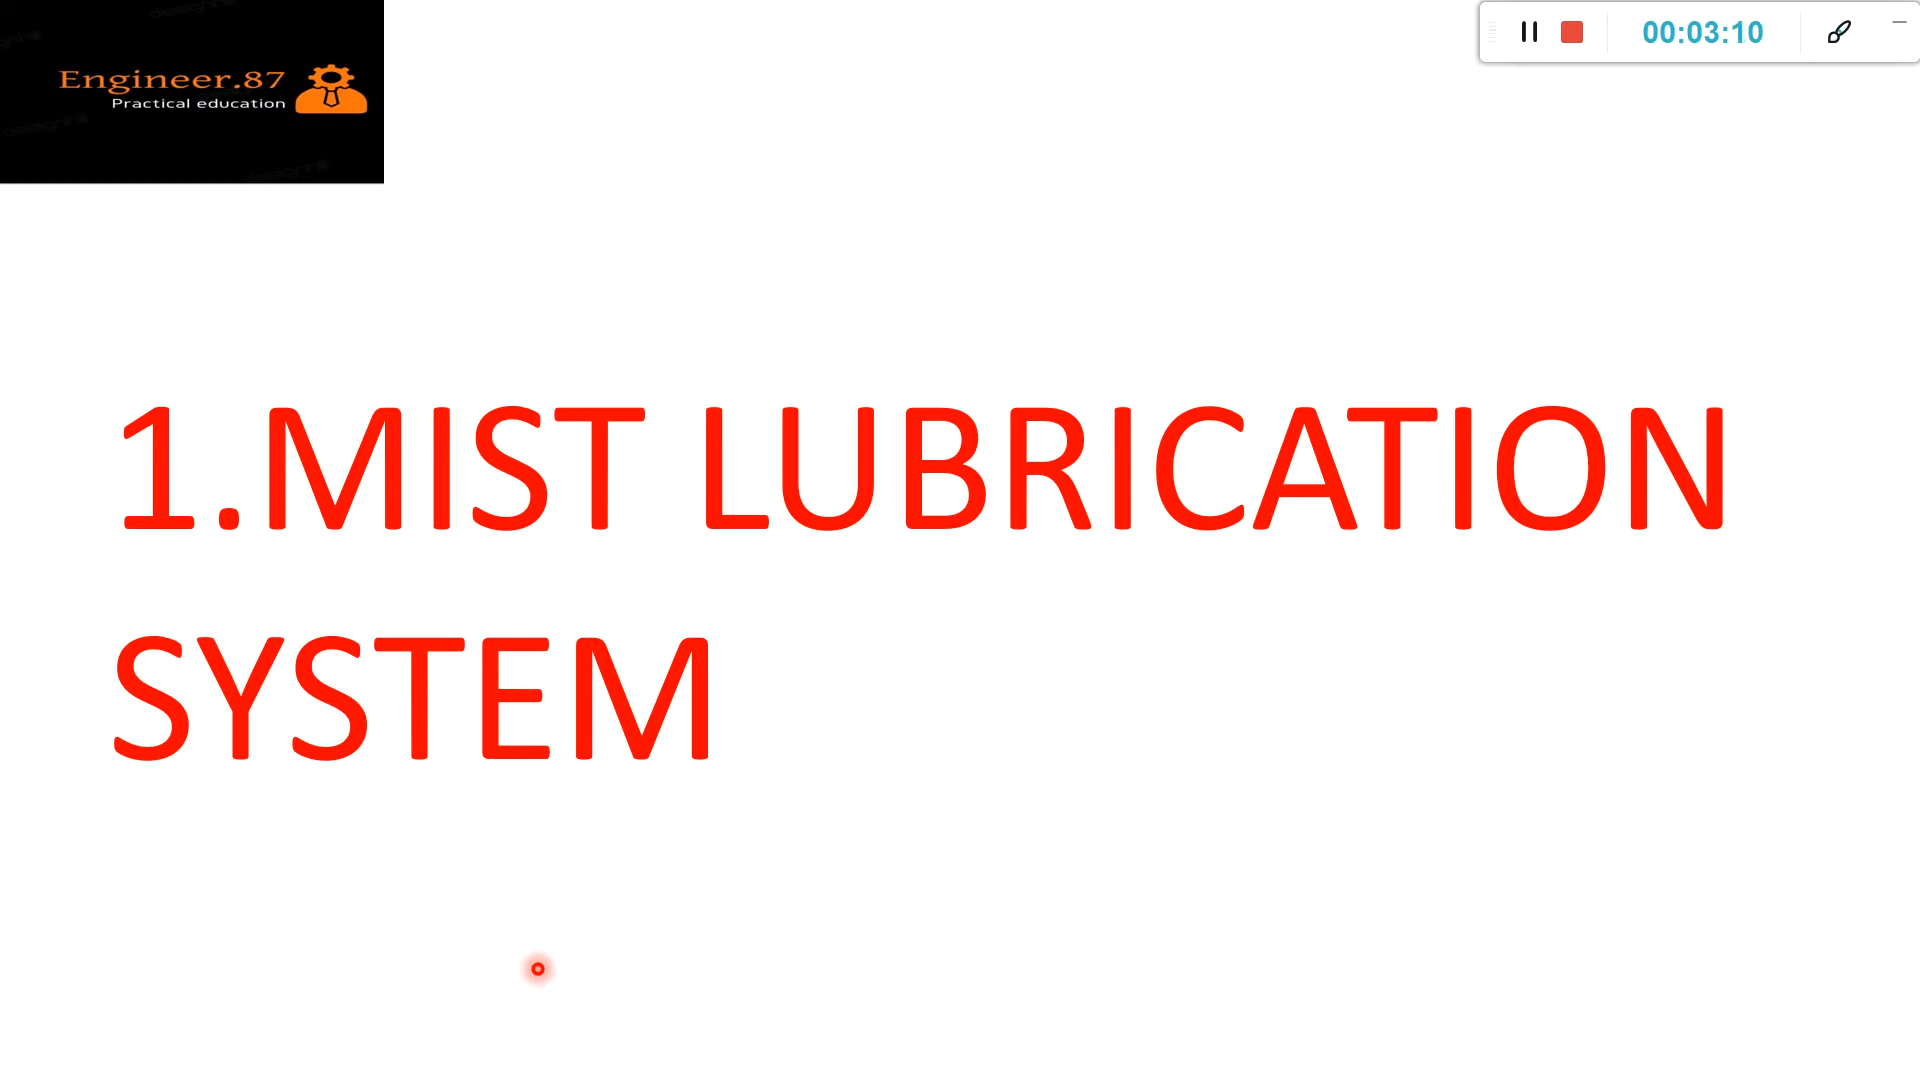 Engineer.87
Practical education
00:03:10
1.MIST LUBRICATION
SYSTEM